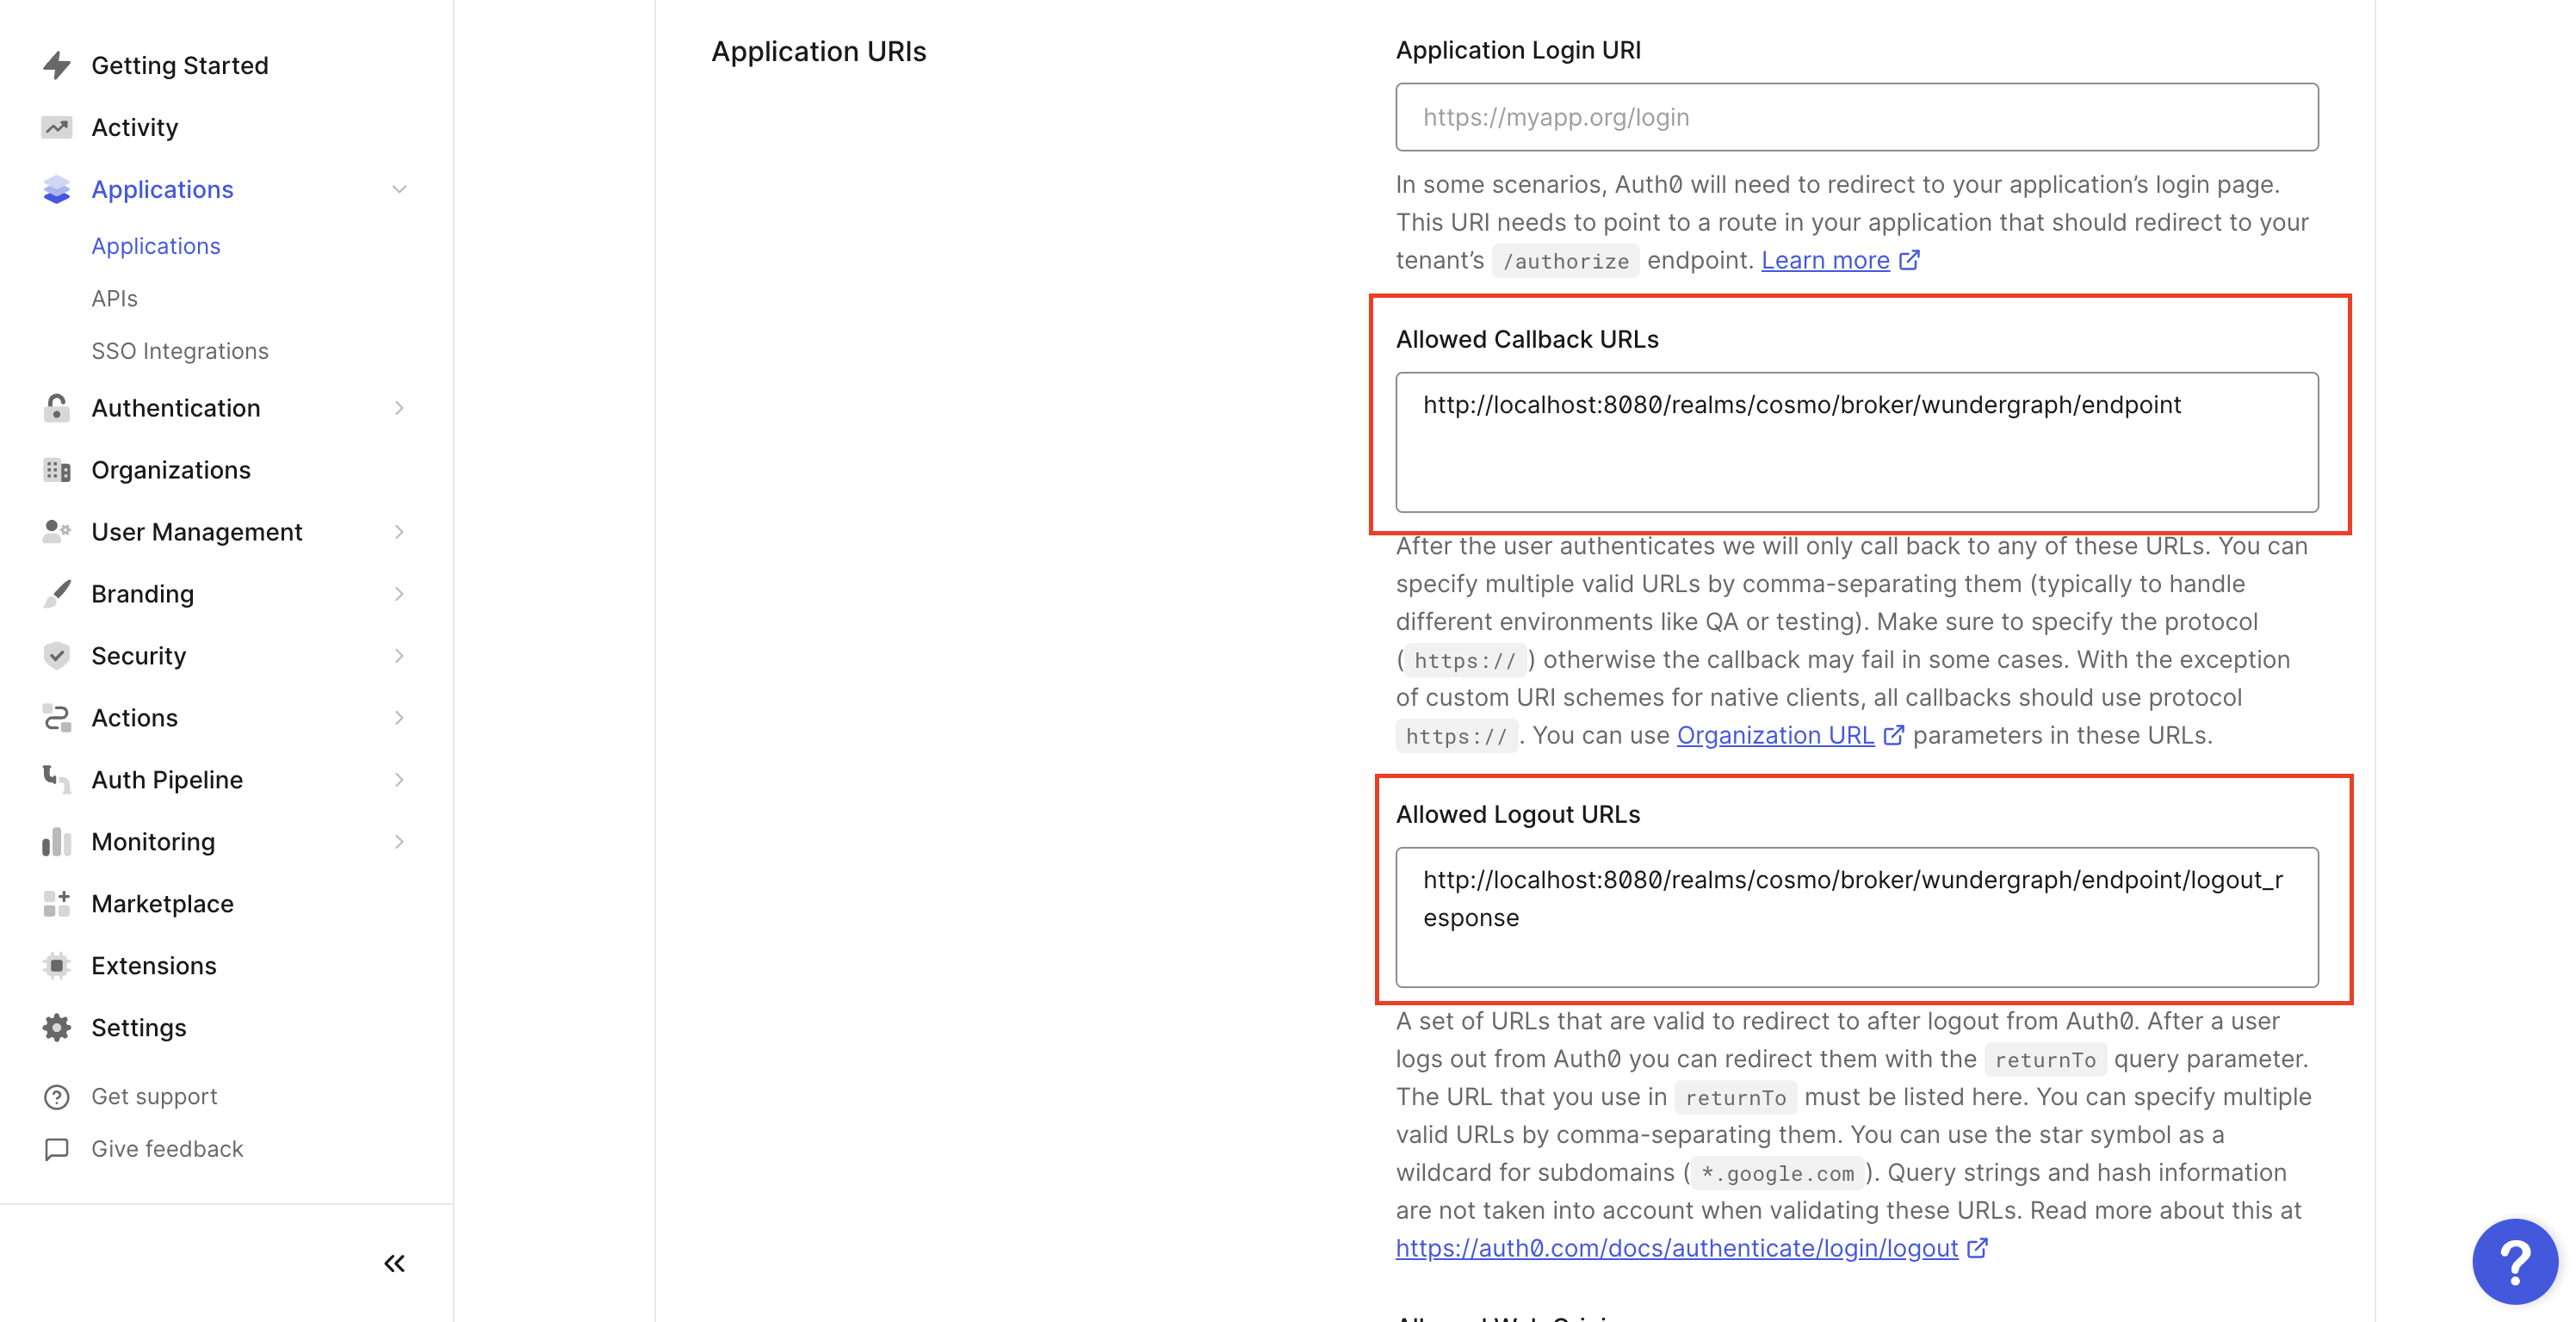 Getting Started
Activity
Applications
Applications
APIs
SSO Integrations
Authentication
Organizations
User Management
Branding
Security
Actions
Auth Pipeline
Monitoring
Marketplace
Extensions
Settings
Get support
Give feedback
Application URIs
Application Login URI
https://myapp.org/login
In some scenarios, Auth0 will need to redirect to your application’s login page.
This URI needs to point to a route in your application that should redirect to your
tenant’s /authorize endpoint. Learn more
Allowed Callback URLs
http://localhost:8080/realms/cosmo/broker/wundergraph/endpoint
After the user authenticates we will only call back to any of these URLs. You can
specify multiple valid URLs by comma-separating them (typically to handle
different environments like QA or testing). Make sure to specify the protocol
( https:// ) otherwise the callback may fail in some cases. With the exception
of custom URI schemes for native clients, all callbacks should use protocol
https:// . You can use Organization URL parameters in these URLs.
Allowed Logout URLs
http://localhost:8080/realms/cosmo/broker/wundergraph/endpoint/logout_r
esponse
A set of URLs that are valid to redirect to after logout from Auth0. After a user
logs out from Auth0 you can redirect them with the returnTo query parameter.
The URL that you use in returnTo must be listed here. You can specify multiple
valid URLs by comma-separating them. You can use the star symbol as a
wildcard for subdomains ( *.google.com ). Query strings and hash information
are not taken into account when validating these URLs. Read more about this at
https://auth0.com/docs/authenticate/login/logout